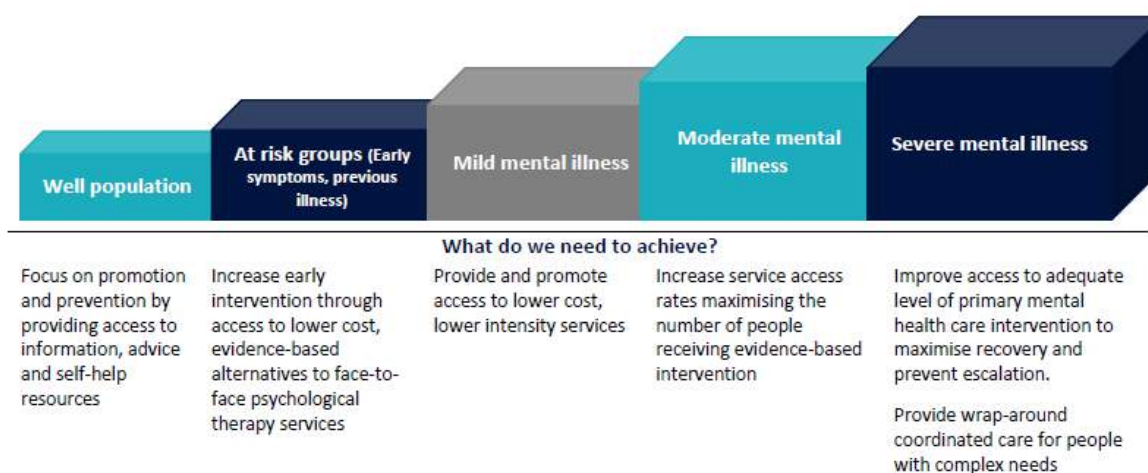 Well population
At risk groups (Early
symptoms, previous
illness)
Mild mental illness
Moderate mental
illness
Severe mental illness
What do we need to achieve?
Focus on promotion
and prevention by
providing access to
information, advice
and self-help
resources
Increase early
intervention through
access to lower cost,
evidence-based
alternatives to face-to-
face psychological
therapy services
Provide and promote
access to lower cost,
lower intensity services
Increase service access
rates maximising the
number of people
receiving evidence-based
intervention
Improve access to adequate
level of primary mental
health care intervention to
maximise recovery and
prevent escalation.
Provide wrap-around
coordinated care for people
with complex needs